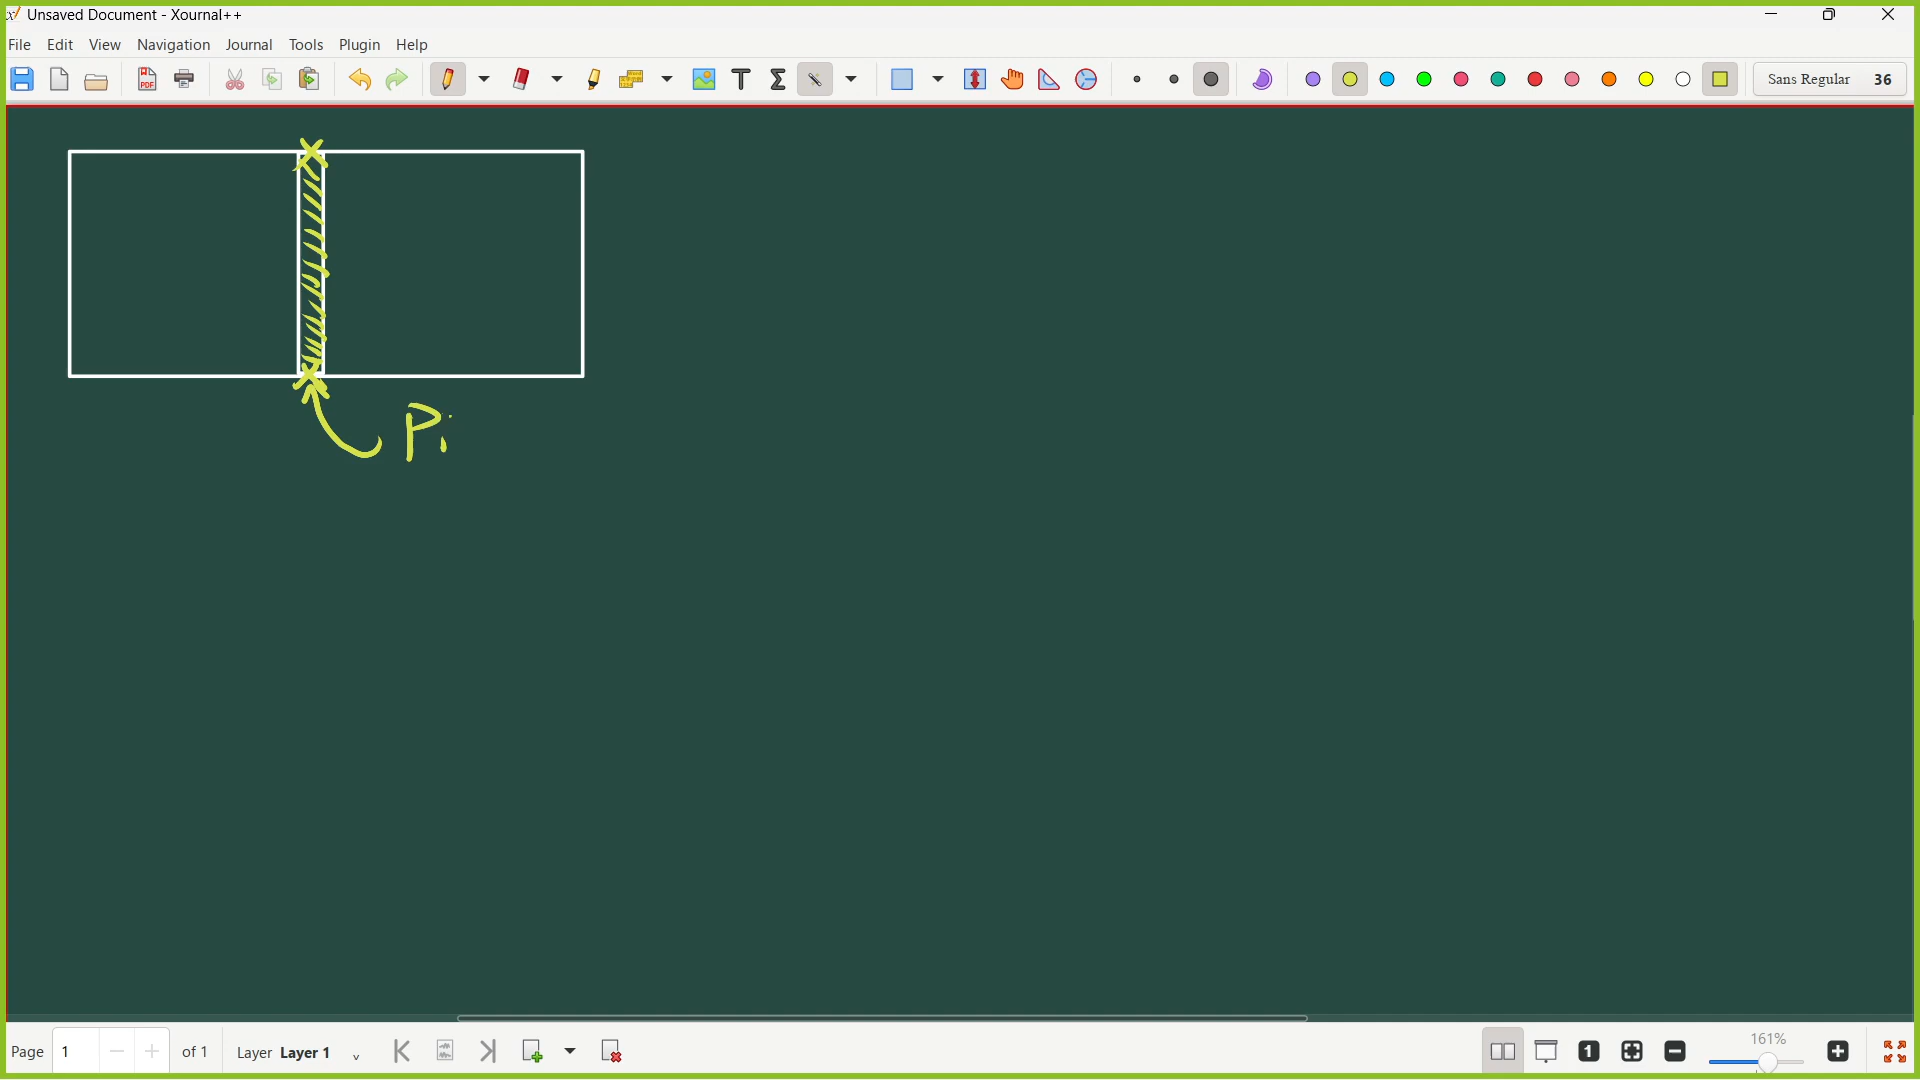 Unsaved Document - Xournal++
File Edit View Navigation Journal Tools Plugin Help
Sans Regular 36
Pi
Page 1 of 1 Layer Layer 1 161%